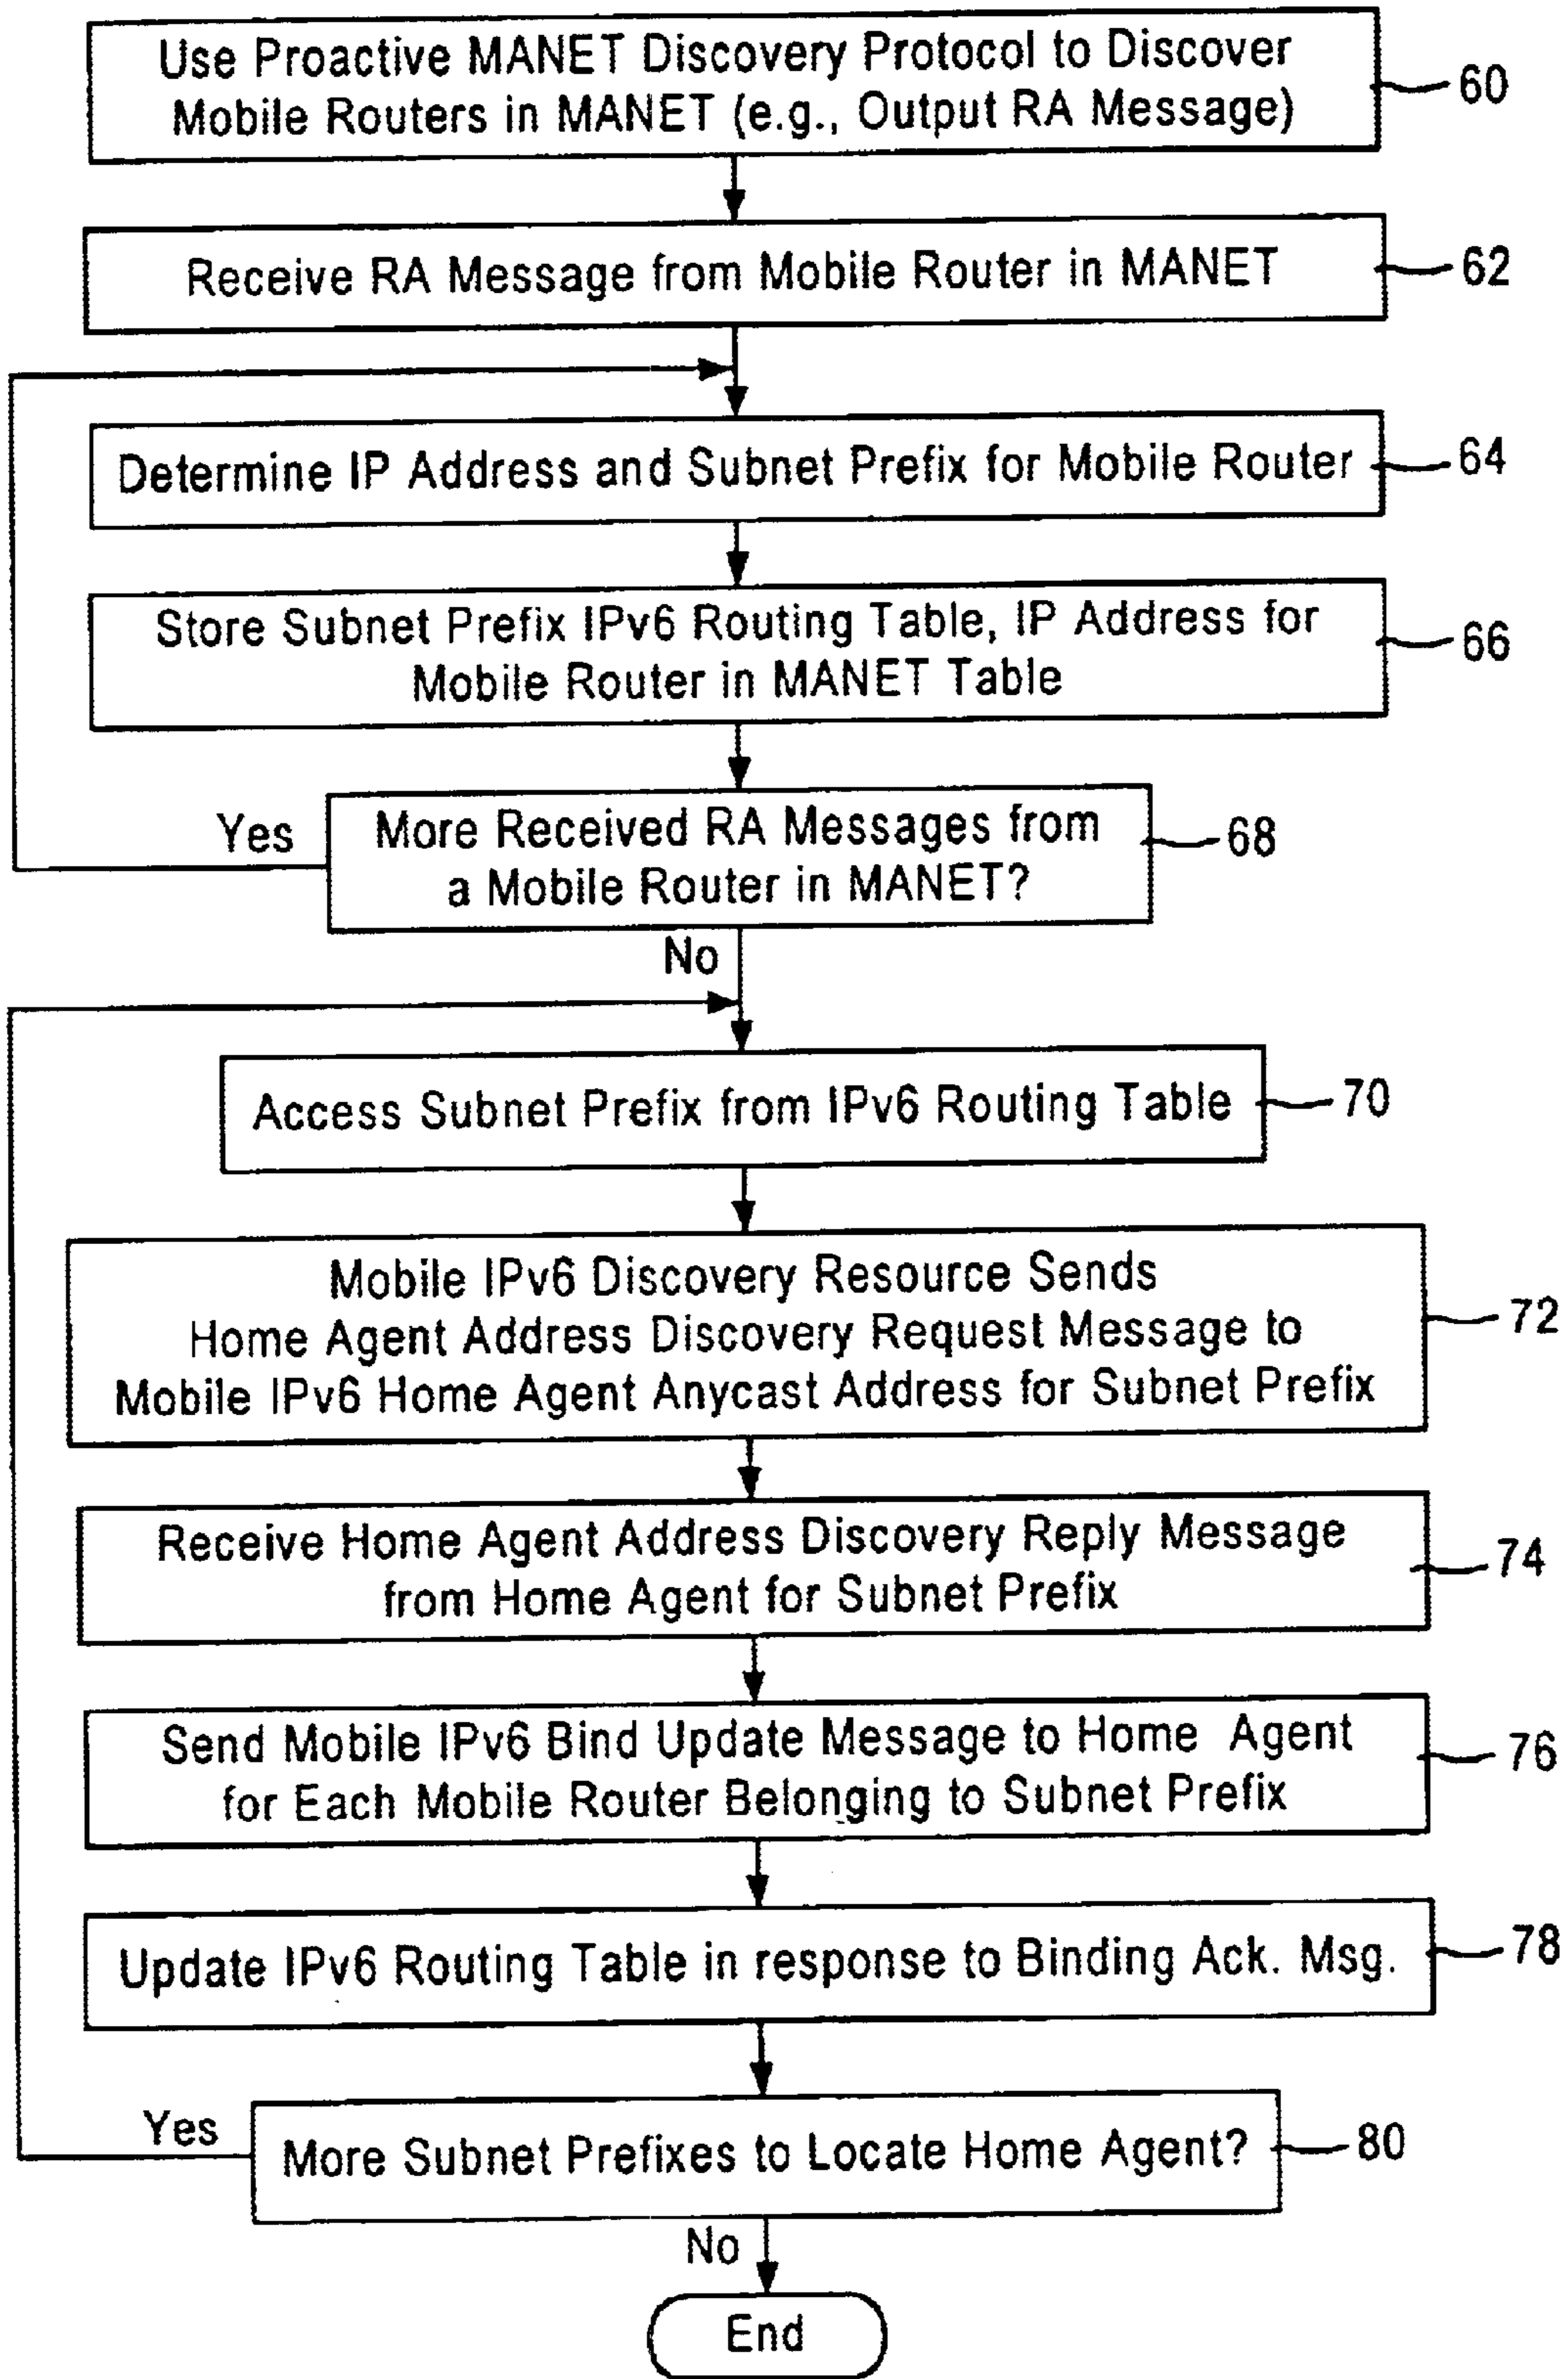 Use Proactive MANET Discovery Protocol to Discover
Mobile Routers in MANET (e.g., Output RA Message)
60
Receive RA Message from Mobile Router in MANET
62
Determine IP Address and Subnet Prefix for Mobile Router
64
Store Subnet Prefix IPv6 Routing Table, IP Address for
Mobile Router in MANET Table
66
Yes
More Received RA Messages from
a Mobile Router in MANET?
68
No
Access Subnet Prefix from IPv6 Routing Table
70
Mobile IPv6 Discovery Resource Sends
Home Agent Address Discovery Request Message to
Mobile IPv6 Home Agent Anycast Address for Subnet Prefix
72
Receive Home Agent Address Discovery Reply Message
from Home Agent for Subnet Prefix
74
Send Mobile IPv6 Bind Update Message to Home Agent
for Each Mobile Router Belonging to Subnet Prefix
76
Update IPv6 Routing Table in response to Binding Ack. Msg.
78
Yes
More Subnet Prefixes to Locate Home Agent?
80
No
End